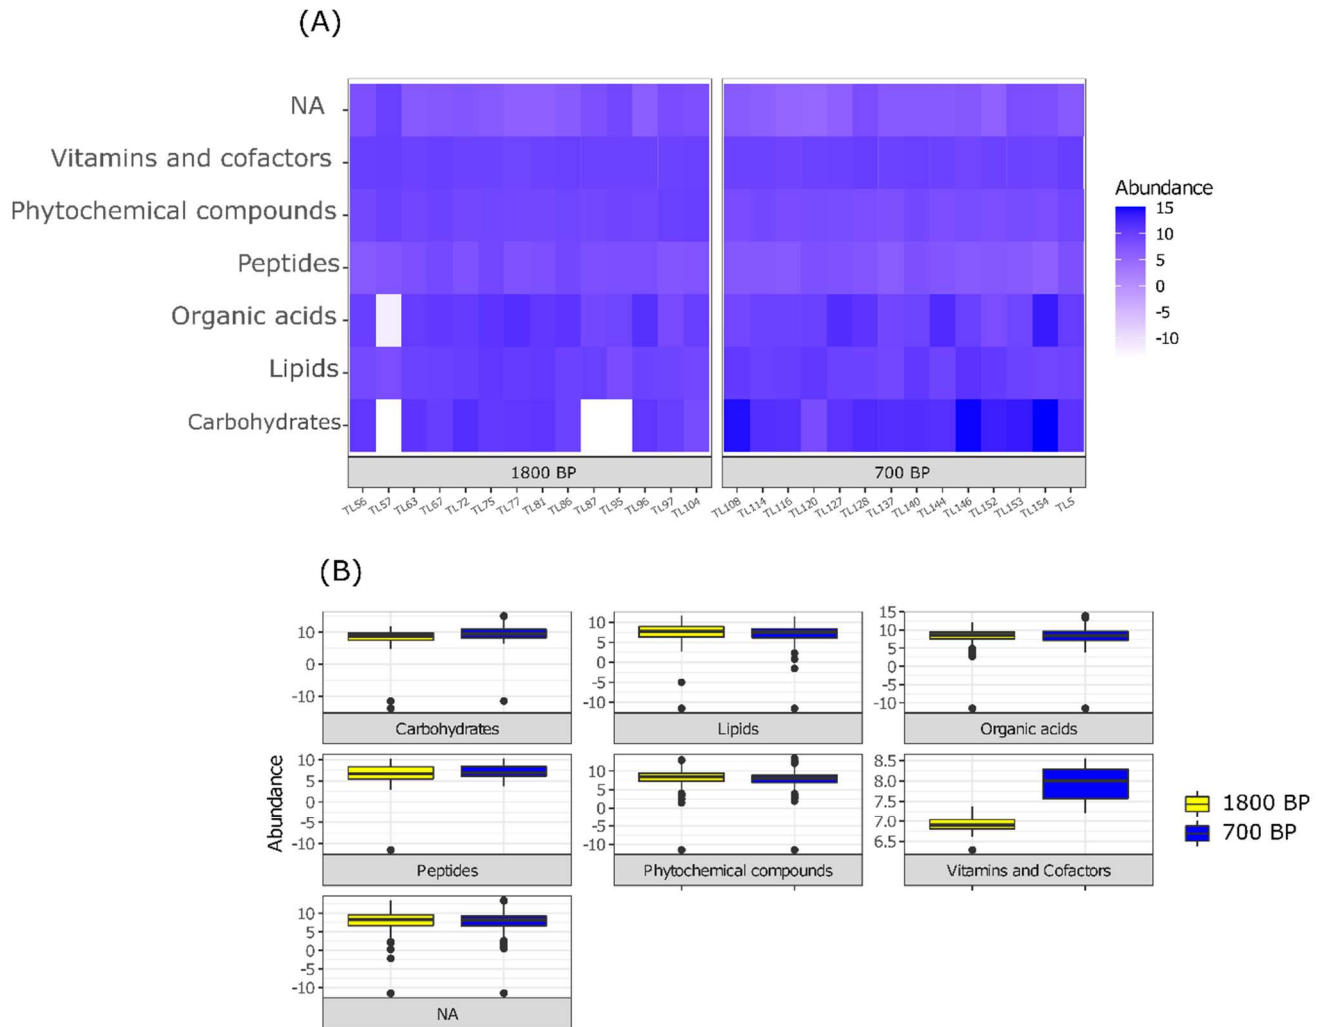 (A)
NA
Vitamins and cofactors
Phytochemical compounds
Peptides
Organic acids
Lipids
Carbohydrates
1800 BP
700 BP
TL56 TL57 TL63 TL67 TL72 TL75 TL77 TL81 TL86 TL87 TL95 TL96 TL97 TL104
TL108 TL114 TL116 TL120 TL127 TL128 TL137 TL140 TL144 TL146 TL152 TL153 TL154 TL5
Abundance
15
10
5
0
-5
-10
(B)
Abundance
10
0
-10
Carbohydrates
10
5
0
-5
-10
Lipids
15
10
5
0
-5
-10
Organic acids
10
5
0
-5
-10
Peptides
10
5
0
-5
-10
Phytochemical compounds
8.5
8.0
7.5
7.0
6.5
Vitamins and Cofactors
10
5
0
-5
-10
NA
1800 BP
700 BP